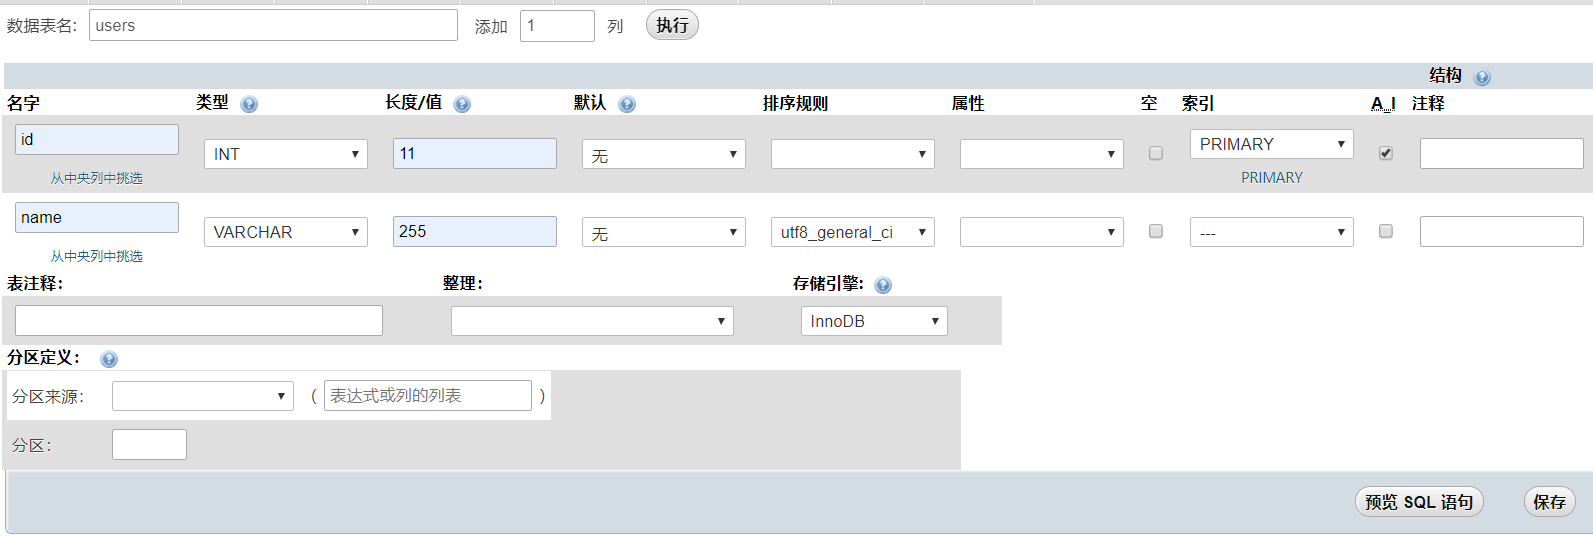 数据表名: users 添加 1 列 执行
结构
名字 类型 长度/值 默认 排序规则 属性 空 索引 A_I 注释
id INT 11 无 PRIMARY
从中央列中挑选 PRIMARY
name VARCHAR 255 无 utf8_general_ci ---
从中央列中挑选
表注释： 整理： 存储引擎:
InnoDB
分区定义：
分区来源： ( 表达式或列的列表 )
分区：
预览 SQL 语句 保存